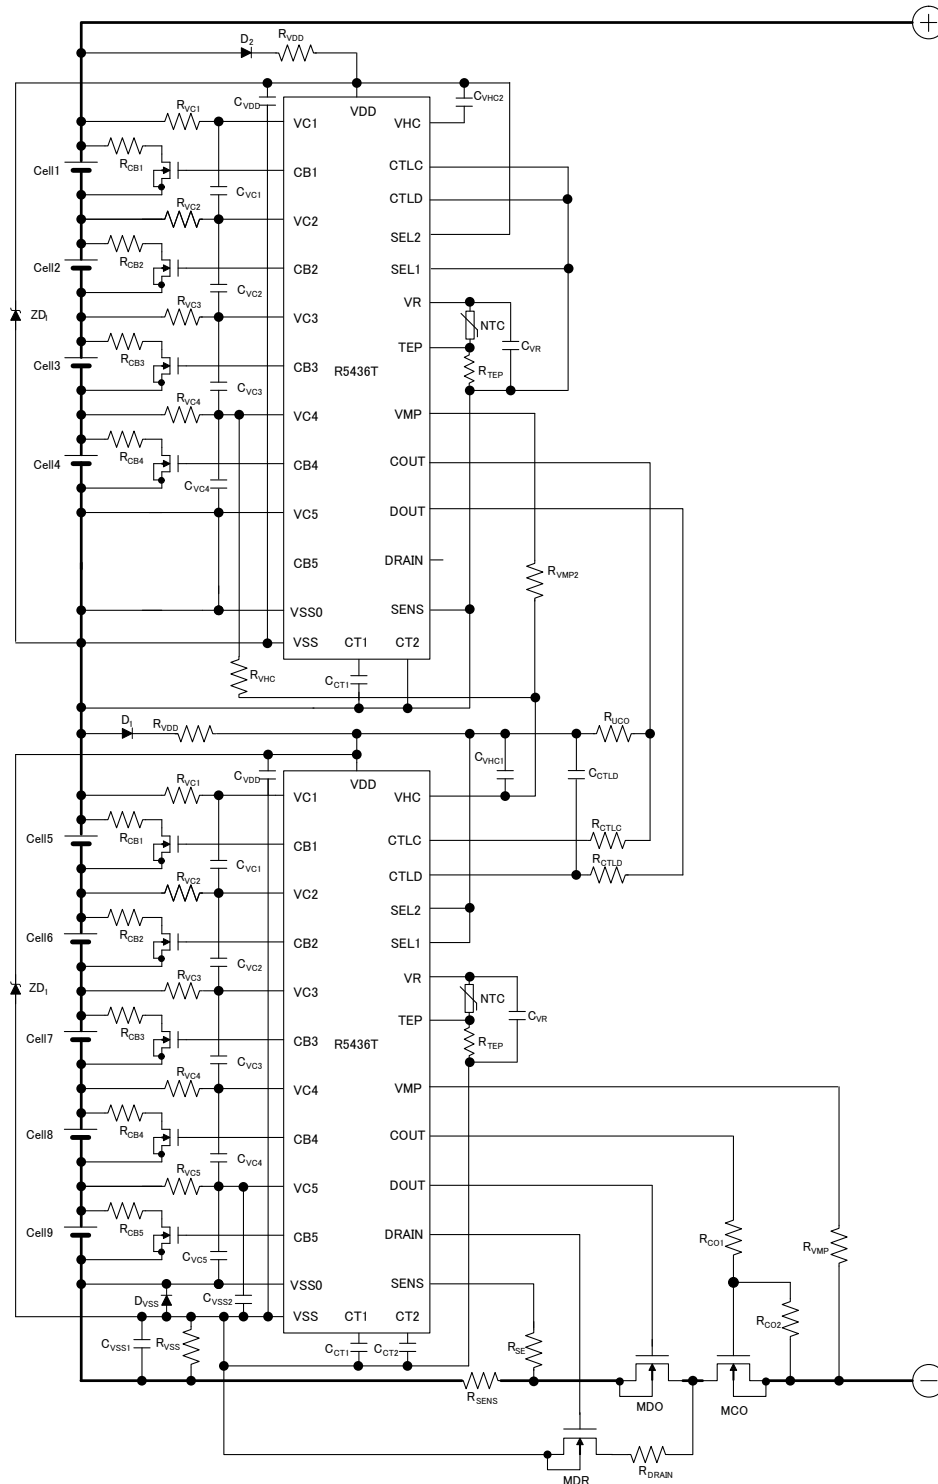 +
D2
RVDD
CVDD
VDD
CVHC2
RVC1
VC1
VHC
RCB1
Cell1
CB1
CTLC
CVC1
CTLD
RVC2
VC2
SEL2
RCB2
Cell2
CB2
SEL1
CVC2
RVC3
VR
ZD1
VC3
NTC
TEP
CVR
RCB3
Cell3
CB3
R5436T
RTEP
CVC3
RVC4
VC4
VMP
RCB4
Cell4
CB4
COUT
CVC4
VC5
DOUT
CB5
DRAIN
RVMP2
VSS0
SENS
VSS
CT1
CT2
RVHC
CCT1
D1
RVDD
RUCO
CVDD
VDD
CVHC1
CCTLD
RVC1
VC1
VHC
RCB1
Cell5
CB1
CTLC
RCTLC
CVC1
RCTLD
RVC2
VC2
CTLD
SEL2
RCB2
Cell6
CB2
SEL1
CVC2
RVC3
VR
ZD1
VC3
NTC
TEP
CVR
RCB3
Cell7
CB3
R5436T
RTEP
CVC3
RVC4
VC4
VMP
RCB4
Cell8
CB4
COUT
CVC4
RVC5
VC5
DOUT
RCB5
Cell9
CB5
DRAIN
RCO1
RVMP
CVC5
VSS0
SENS
DVSS
CVSS2
VSS
CT1
CT2
RCO2
CVSS1
RVSS
CCT1
CCT2
RSE
−
RSENS
MDO
MCO
MDR
RDRAIN